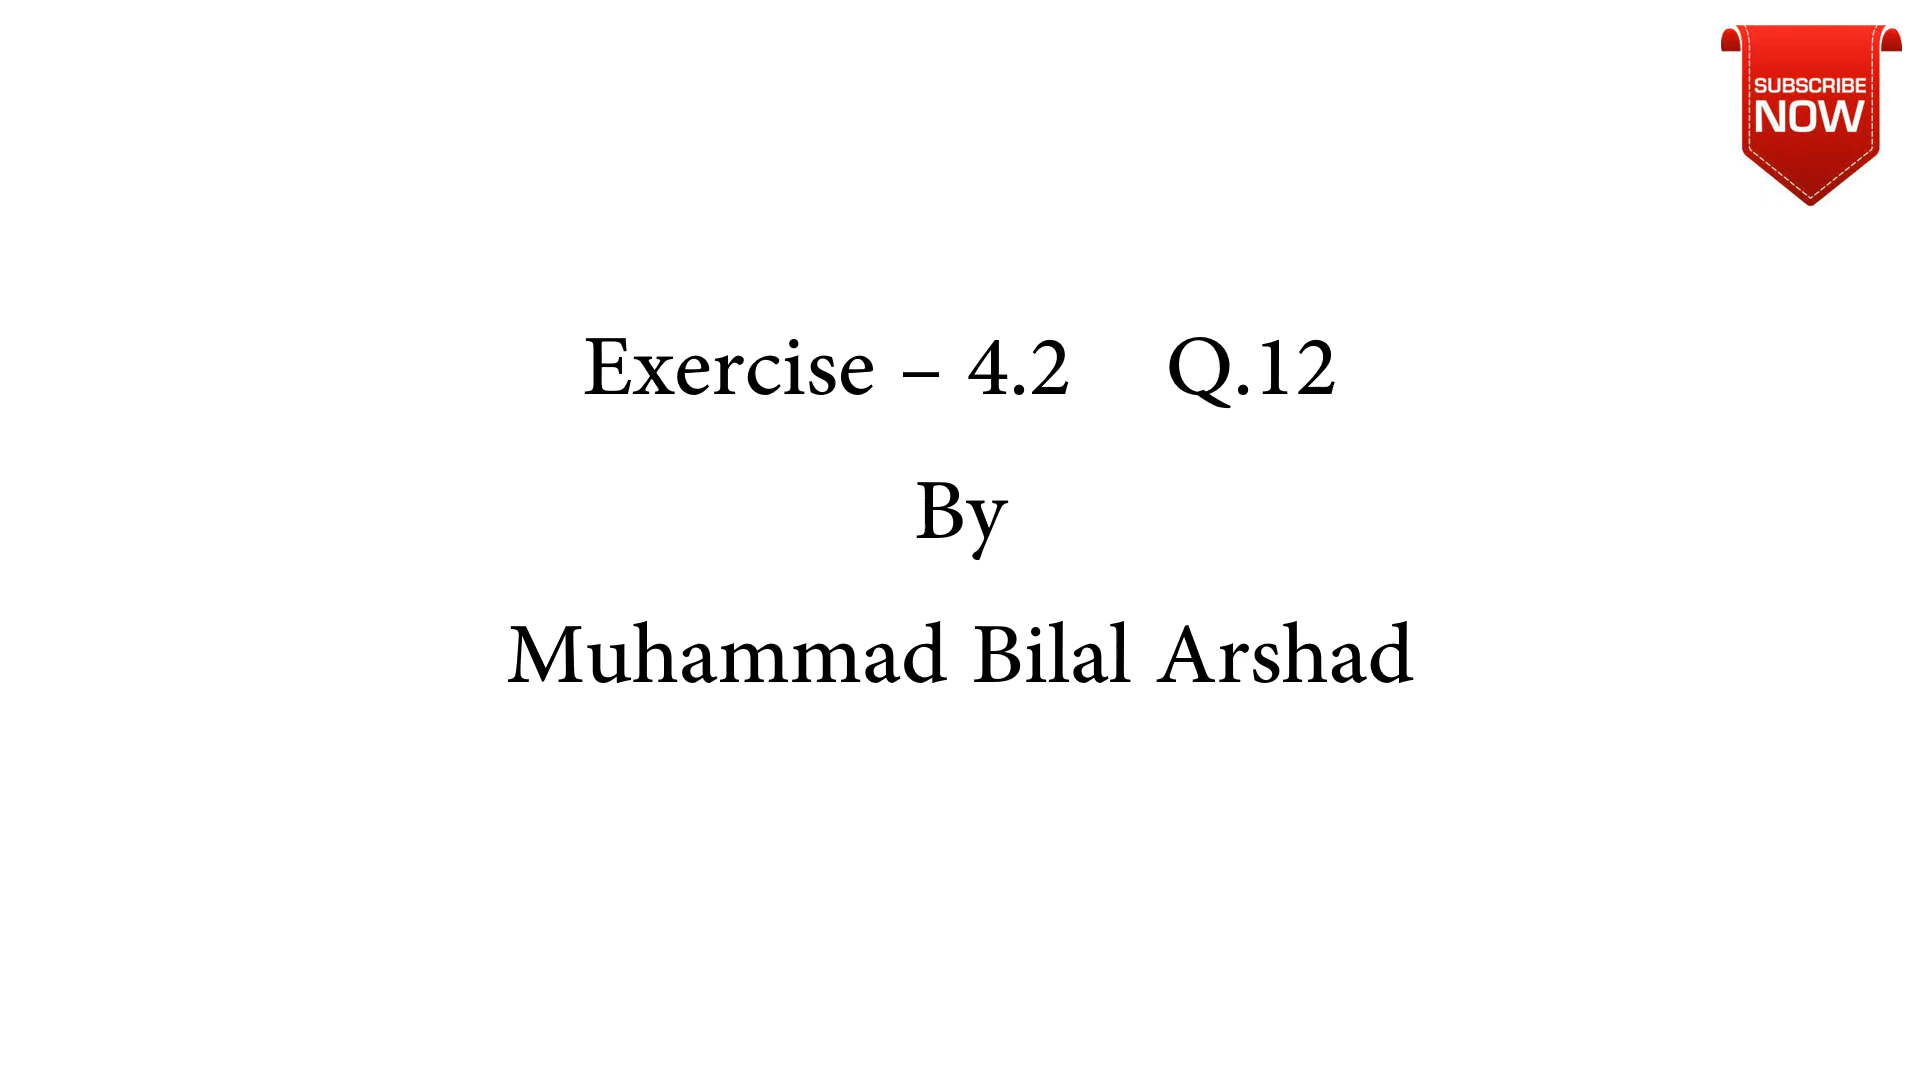 SUBSCRIBE
NOW
Exercise – 4.2 Q.12
By
Muhammad Bilal Arshad